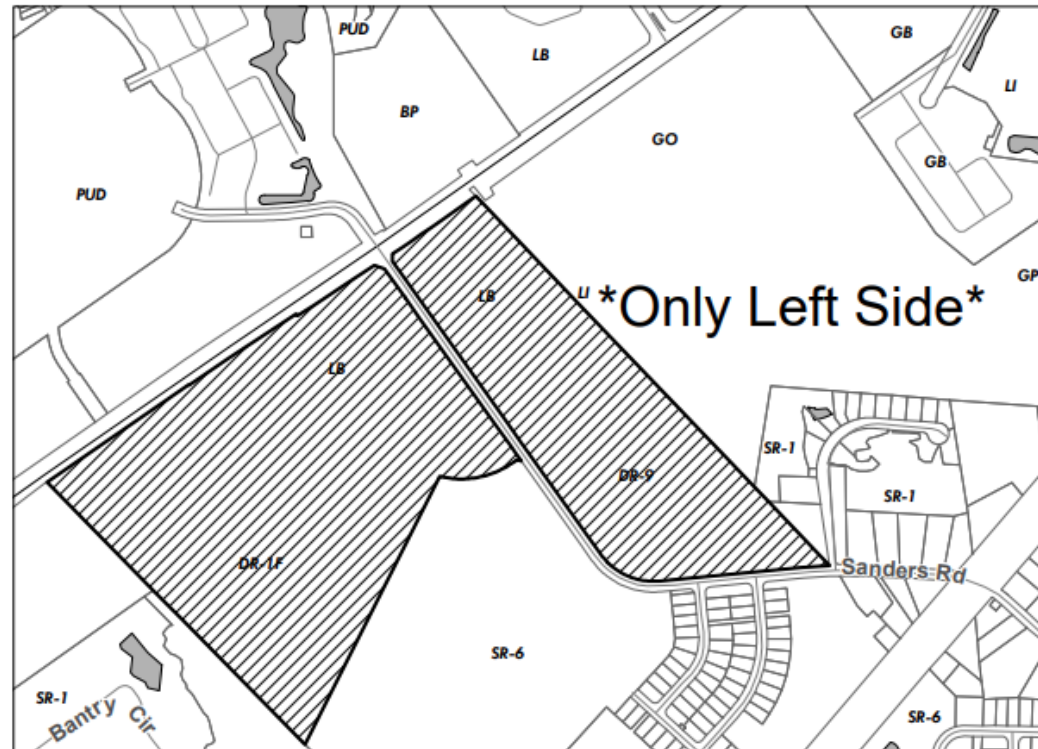 PUD
GB
LB
LI
BP
GO
GB
PUD
GP
LB
LI
*Only Left Side*
LB
SR-1
DR-9
SR-1
DR-1F
Sanders Rd
SR-6
SR-1
Bantry Cir
SR-6